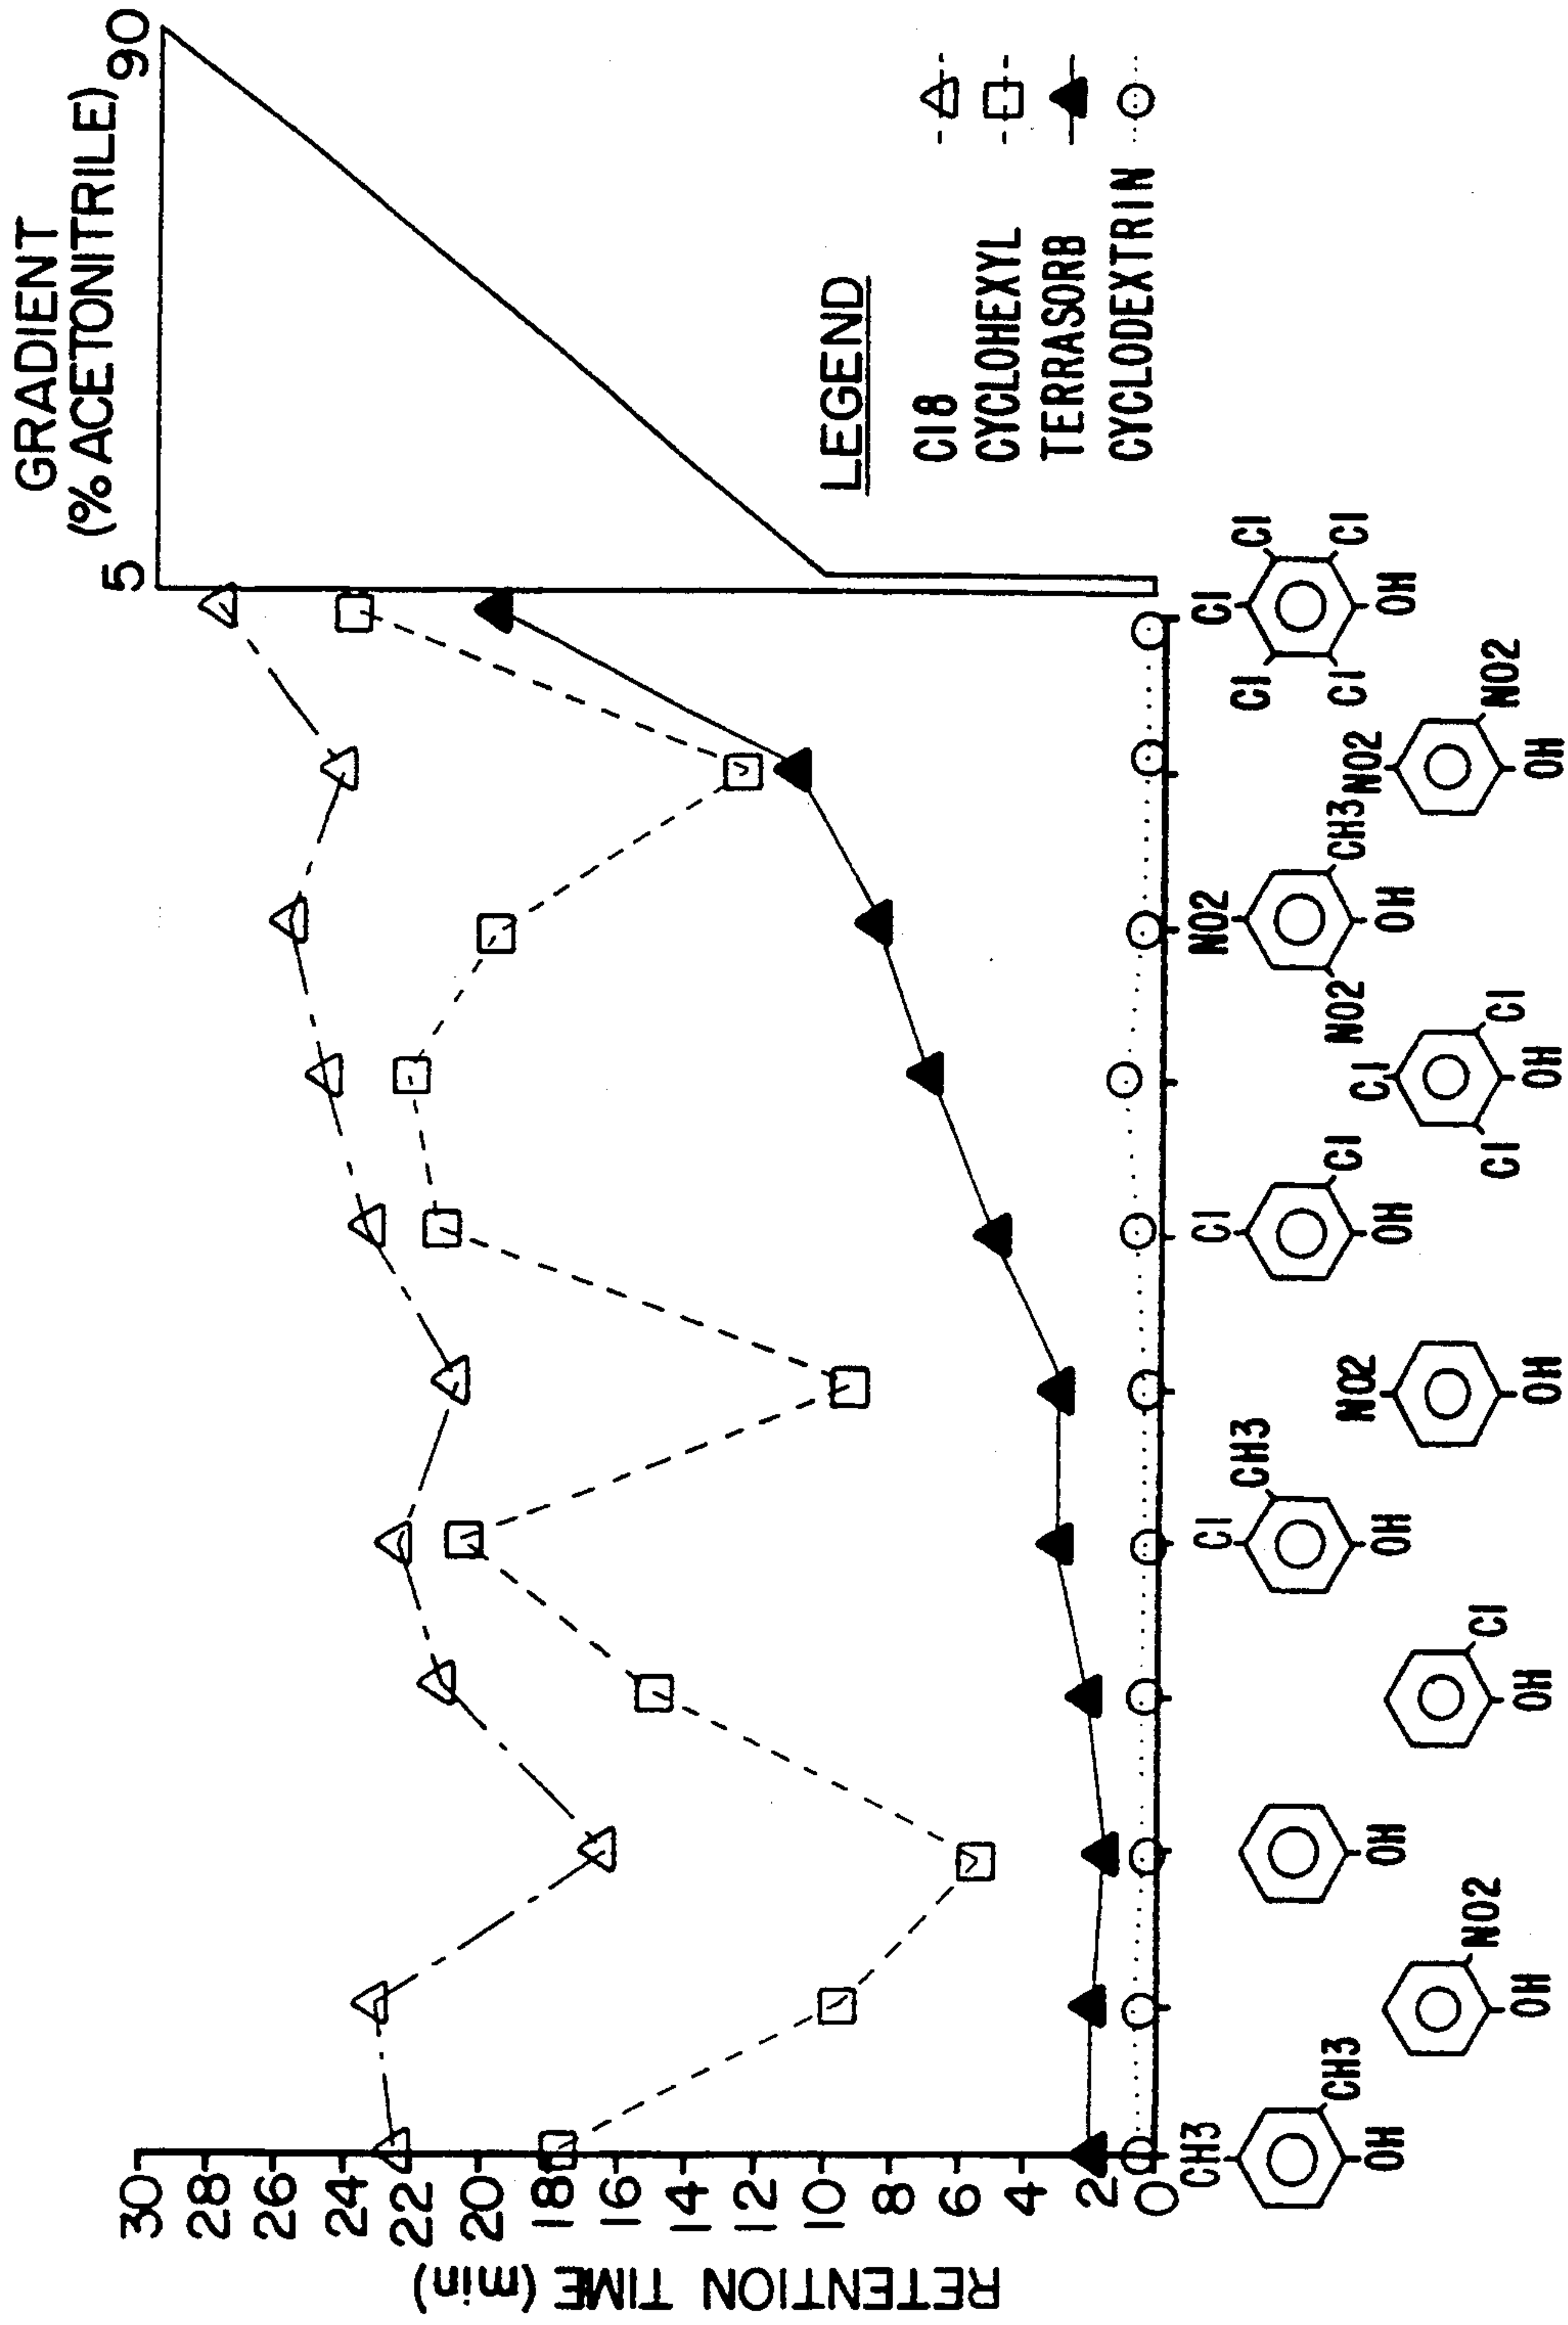 GRADIENT
(% ACETONITRILE)
5 90
RETENTION TIME (min)
30
28
26
24
22
20
18
16
14
12
10
8
6
4
2
0
LEGEND
C18
CYCLOHEXYL
TERRASORB
CYCLODEXTRIN
CH3
CH3
OH
NO2
OH
OH
Cl
OH
Cl
CH3
OH
NO2
OH
Cl
Cl
OH
Cl
Cl
Cl
OH
NO2
NO2
CH3
OH
NO2
NO2
OH
Cl
Cl
Cl
Cl
Cl
OH